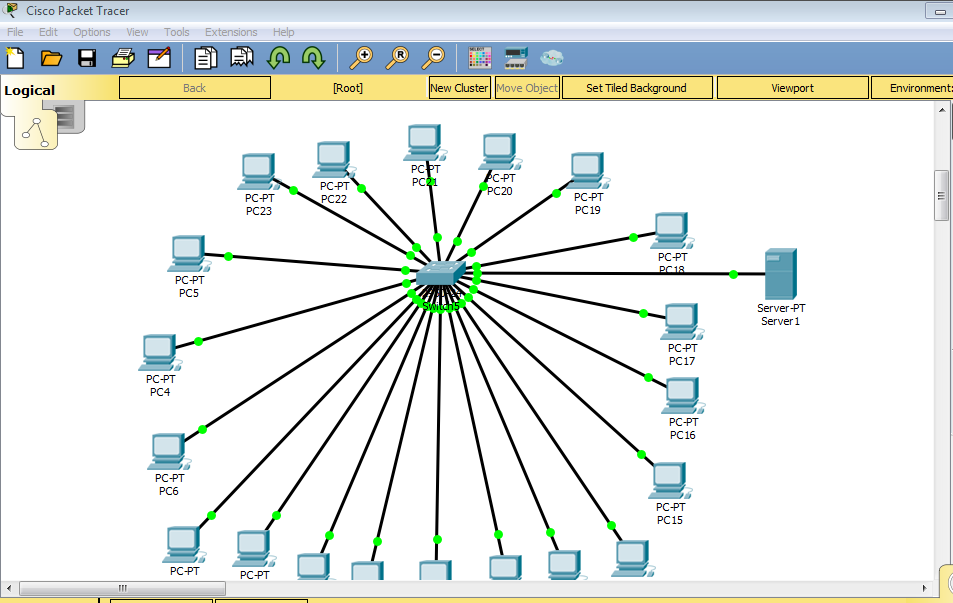 Cisco Packet Tracer
File Edit Options View Tools Extensions Help
Logical
Back
[Root]
New Cluster
Move Object
Set Tiled Background
Viewport
Environment:
PC-PT
PC21
PC-PT
PC20
PC-PT
PC22
PC-PT
PC23
PC-PT
PC19
PC-PT
PC18
PC-PT
PC5
Switch5
Server-PT
Server1
PC-PT
PC17
PC-PT
PC4
PC-PT
PC16
PC-PT
PC6
PC-PT
PC15
PC-PT
PC-PT